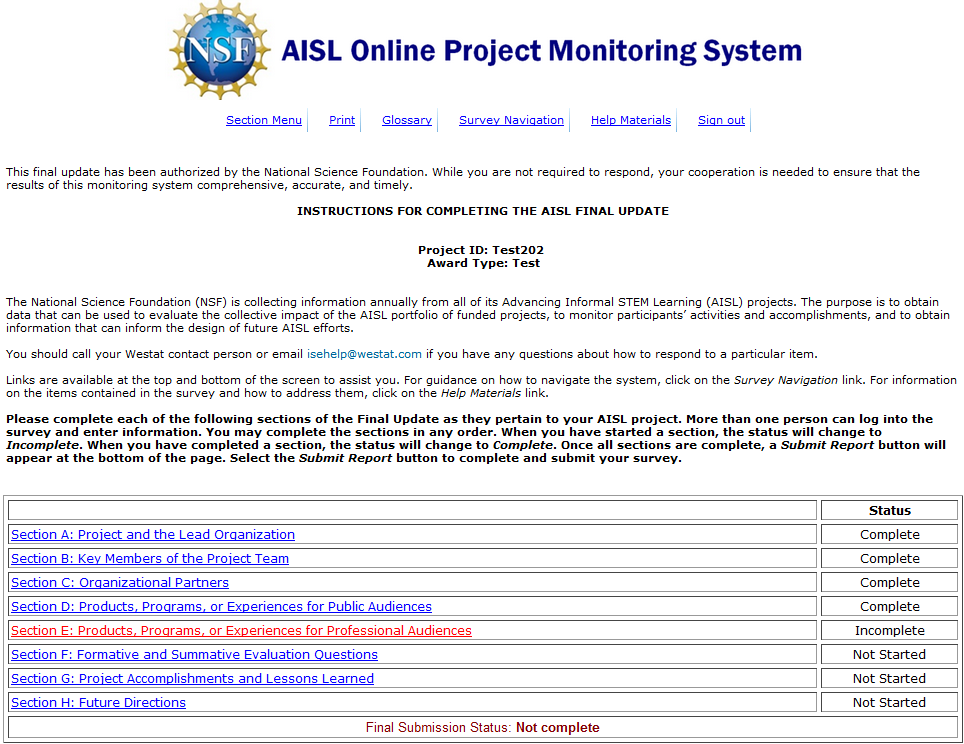 NSF AISL Online Project Monitoring System
Section Menu Print Glossary Survey Navigation Help Materials Sign out
This final update has been authorized by the National Science Foundation. While you are not required to respond, your cooperation is needed to ensure that the
results of this monitoring system comprehensive, accurate, and timely.
INSTRUCTIONS FOR COMPLETING THE AISL FINAL UPDATE
Project ID: Test202
Award Type: Test
The National Science Foundation (NSF) is collecting information annually from all of its Advancing Informal STEM Learning (AISL) projects. The purpose is to obtain
data that can be used to evaluate the collective impact of the AISL portfolio of funded projects, to monitor participants’ activities and accomplishments, and to obtain
information that can inform the design of future AISL efforts.
You should call your Westat contact person or email isehelp@westat.com if you have any questions about how to respond to a particular item.
Links are available at the top and bottom of the screen to assist you. For guidance on how to navigate the system, click on the Survey Navigation link. For information
on the items contained in the survey and how to address them, click on the Help Materials link.
Please complete each of the following sections of the Final Update as they pertain to your AISL project. More than one person can log into the
survey and enter information. You may complete the sections in any order. When you have started a section, the status will change to
Incomplete. When you have completed a section, the status will change to Complete. Once all sections are complete, a Submit Report button will
appear at the bottom of the page. Select the Submit Report button to complete and submit your survey.
Status
Section A: Project and the Lead Organization Complete
Section B: Key Members of the Project Team Complete
Section C: Organizational Partners Complete
Section D: Products, Programs, or Experiences for Public Audiences Complete
Section E: Products, Programs, or Experiences for Professional Audiences Incomplete
Section F: Formative and Summative Evaluation Questions Not Started
Section G: Project Accomplishments and Lessons Learned Not Started
Section H: Future Directions Not Started
Final Submission Status: Not complete